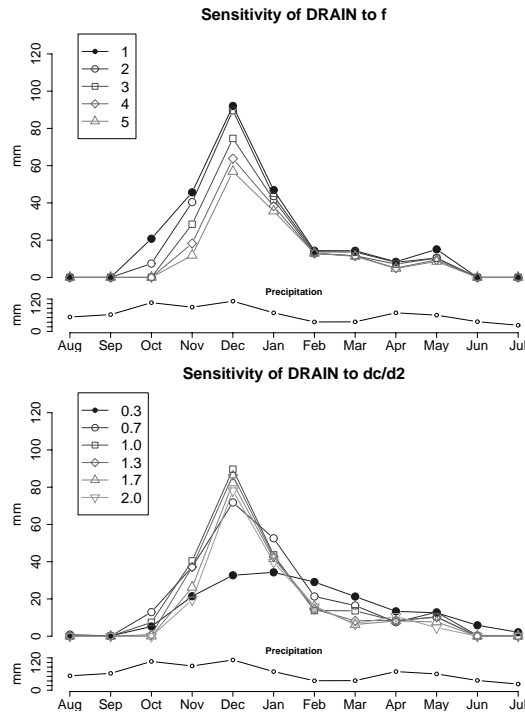 Sensitivity of DRAIN to f
1
2
3
4
5
mm
0 20 40 60 80 100 120
Precipitation
mm
0 120
Aug Sep Oct Nov Dec Jan Feb Mar Apr May Jun Jul
Sensitivity of DRAIN to dc/d2
0.3
0.7
1.0
1.3
1.7
2.0
mm
0 20 40 60 80 100 120
Precipitation
mm
0 120
Aug Sep Oct Nov Dec Jan Feb Mar Apr May Jun Jul